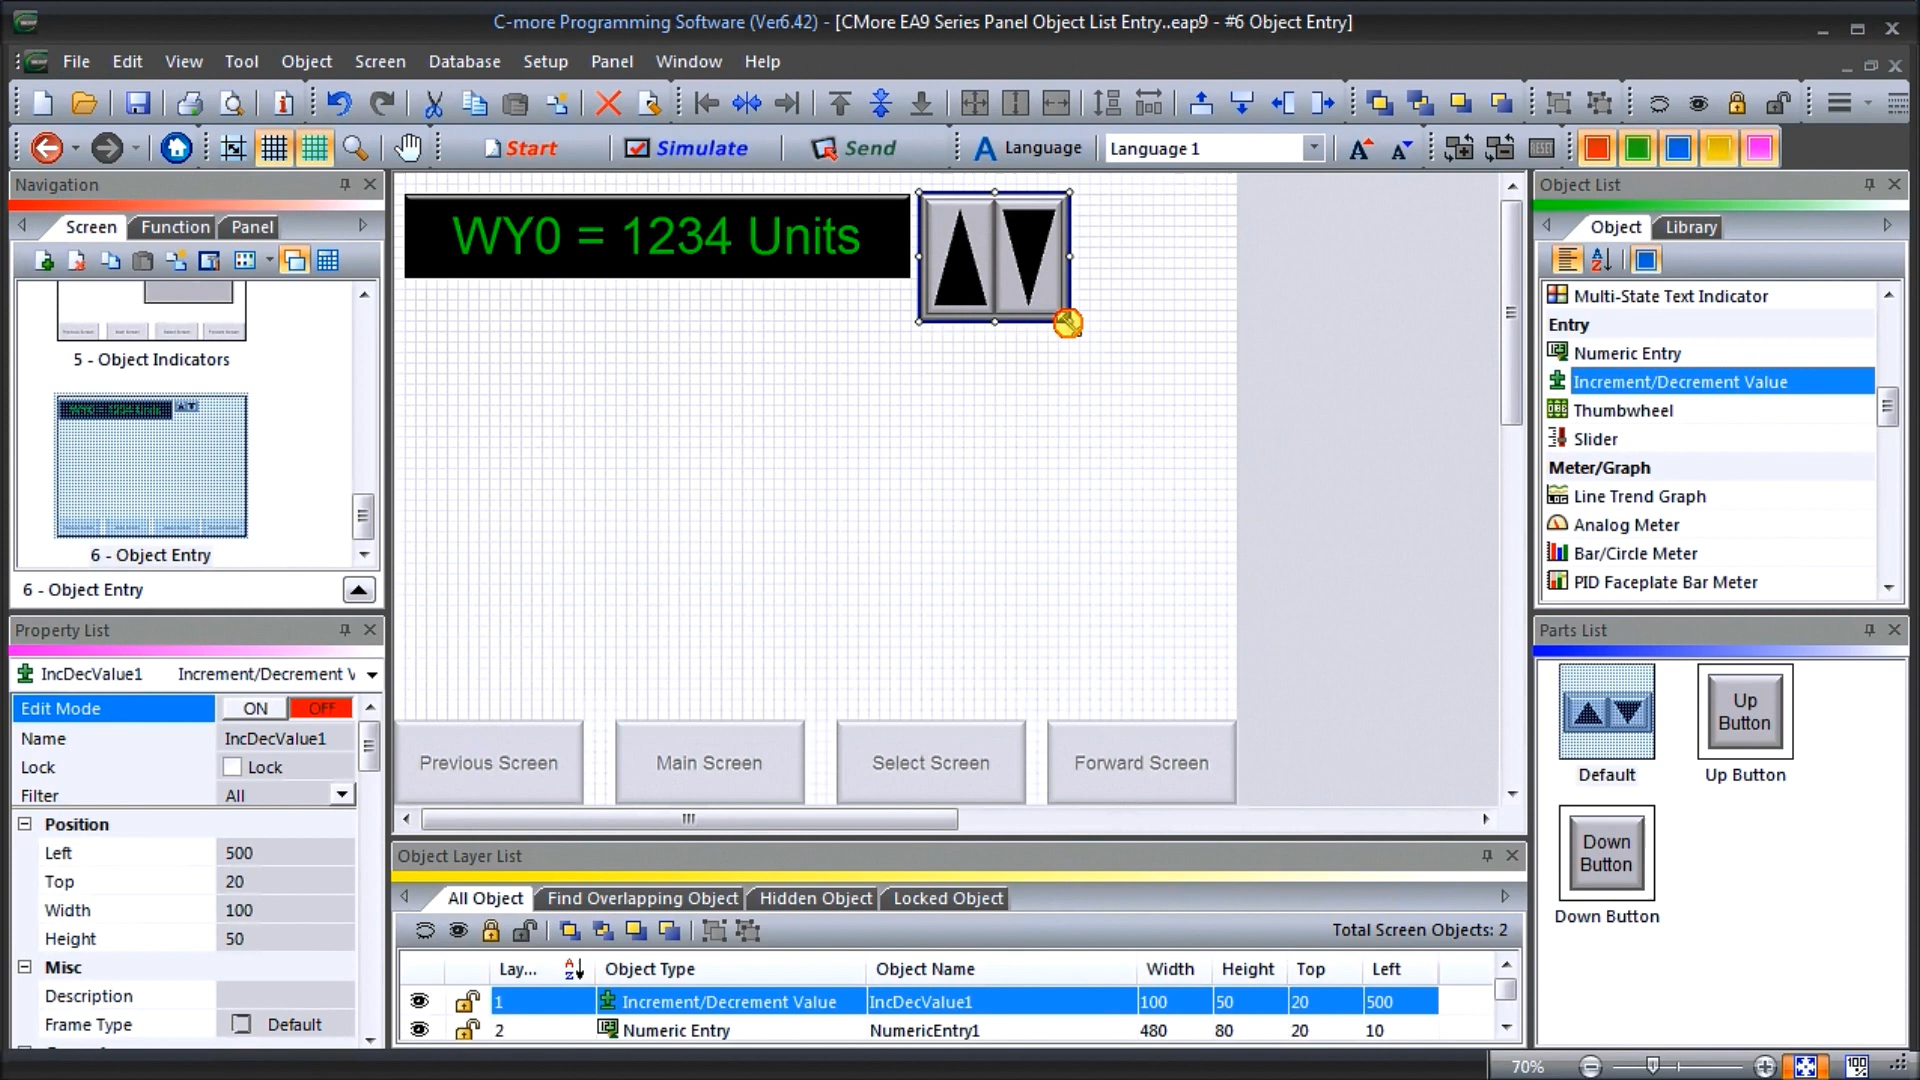 C-more Programming Software (Ver6.42) - [CMore EA9 Series Panel Object List Entry..eap9 - #6 Object Entry]
File Edit View Tool Object Screen Database Setup Panel Window Help
Start Simulate Send Language Language 1 RESET
Navigation
Screen Function Panel
5 - Object Indicators
WY0 = 1234 Units
6 - Object Entry
6 - Object Entry
Property List
IncDecValue1 Increment/Decrement V
Edit Mode ON OFF
Name IncDecValue1
Lock Lock
Filter All
Position
Left 500
Top 20
Width 100
Height 50
Misc
Description
Frame Type Default
WY0 = 1234 Units
Previous Screen Main Screen Select Screen Forward Screen
Object Layer List
All Object Find Overlapping Object Hidden Object Locked Object
Total Screen Objects: 2
Lay... Object Type Object Name Width Height Top Left
1 Increment/Decrement Value IncDecValue1 100 50 20 500
2 Numeric Entry NumericEntry1 480 80 20 10
Object List
Object Library
Multi-State Text Indicator
Entry
Numeric Entry
Increment/Decrement Value
Thumbwheel
Slider
Meter/Graph
Line Trend Graph
Analog Meter
Bar/Circle Meter
PID Faceplate Bar Meter
Parts List
Up Button
Default Up Button
Down Button
Down Button
70% 100%